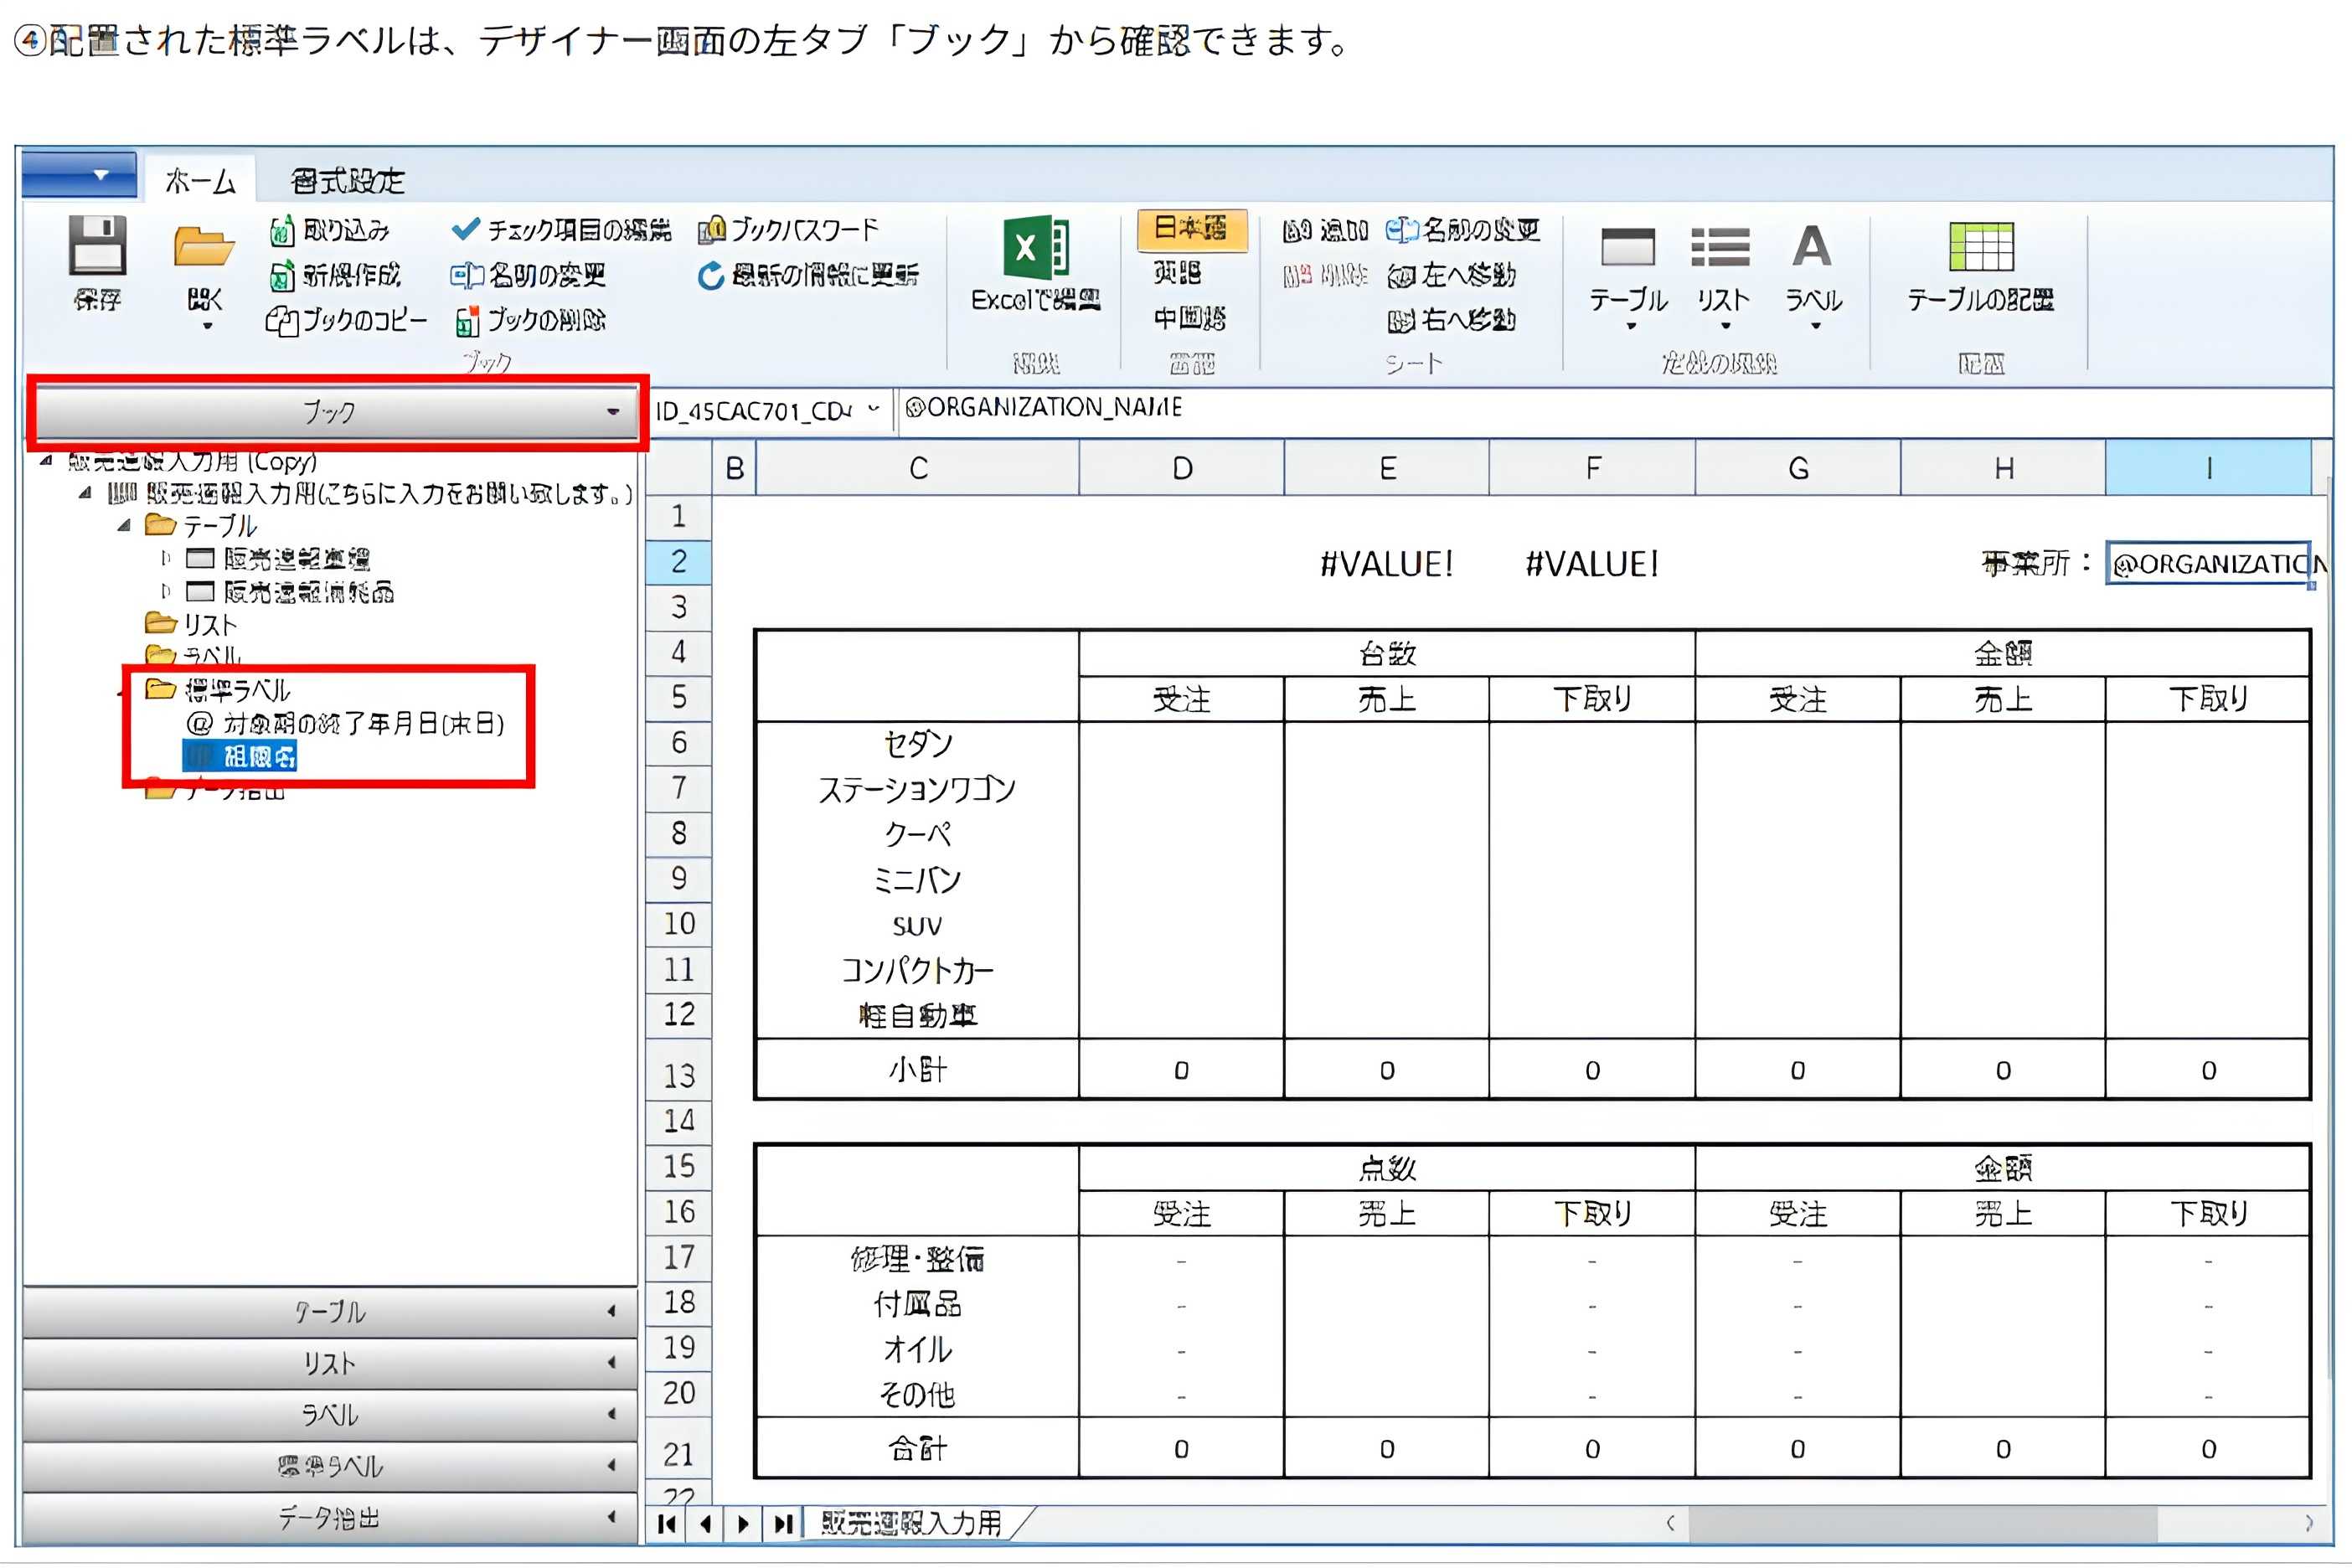 ④配置された標準ラベルは、デザイナー画面の左タブ「ブック」から確認できます。
ホーム 書式設定
保存 開く 取り込み 新規作成 ブックのコピー チェック項目の編集 名前の変更 ブックの削除 ブックパスワード 最新の情報に更新
Excelで編集 日本語 英語 中国語
追加 削除 名前の変更 左へ移動 右へ移動
テーブル リスト ラベル テーブルの配置
ブック 編集 言語 シート 定義の編集 配置
ブック
@ORGANIZATION_NAME
販売週報入力用 (Copy)
販売週報入力用(こちらに入力をお願い致します。)
テーブル
販売週報車種
販売週報消耗品
リスト
ラベル
標準ラベル
@ 対象期の終了年月日(末日)
組織名
データ抽出
テーブル
リスト
ラベル
標準ラベル
データ抽出
B C D E F G H I
1
2 #VALUE! #VALUE! 事業所： @ORGANIZATION
3
4 台数 金額
5 受注 売上 下取り 受注 売上 下取り
6 セダン
7 ステーションワゴン
8 クーペ
9 ミニバン
10 SUV
11 コンパクトカー
12 軽自動車
13 小計 0 0 0 0 0 0
14
15 点数 金額
16 受注 売上 下取り 受注 売上 下取り
17 修理・整備 - - - -
18 付属品 - - - -
19 オイル - - - -
20 その他 - - - -
21 合計 0 0 0 0 0 0
22
販売週報入力用